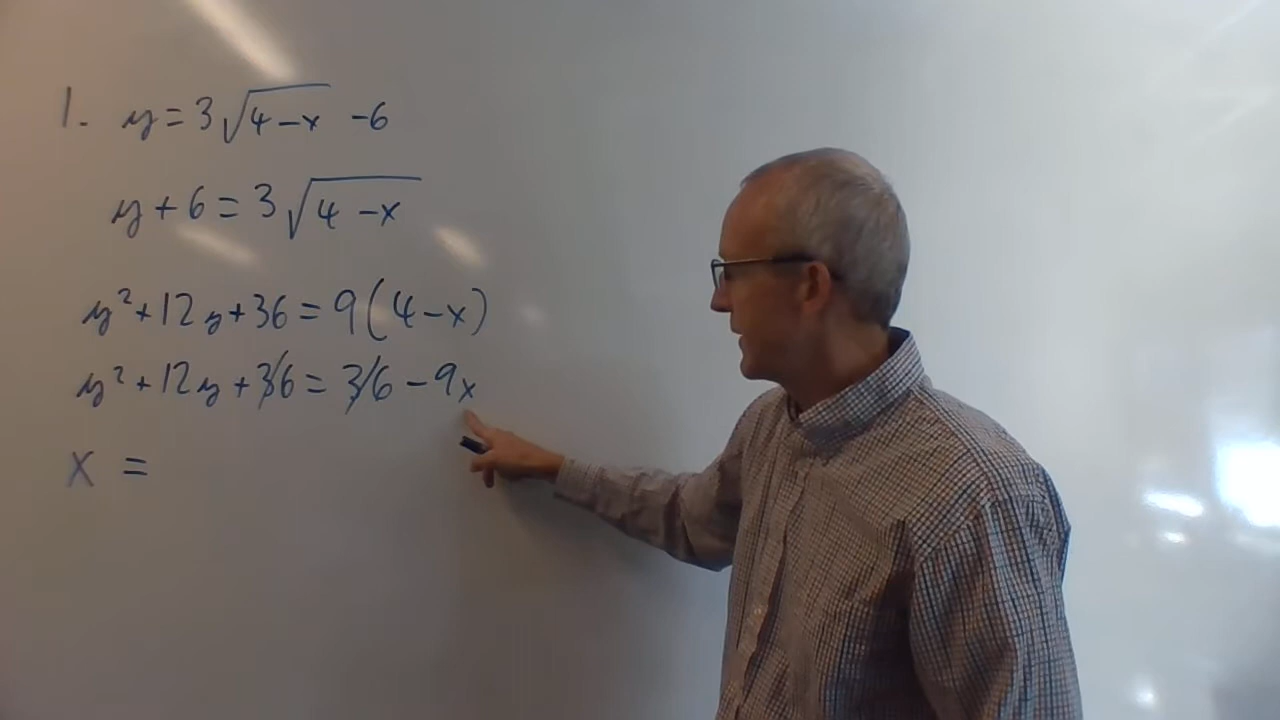 1. y = 3√(4-x) -6
y + 6 = 3√(4 -x)
y² + 12y + 36 = 9(4-x)
y² + 12y + 36 = 36 - 9x
x =